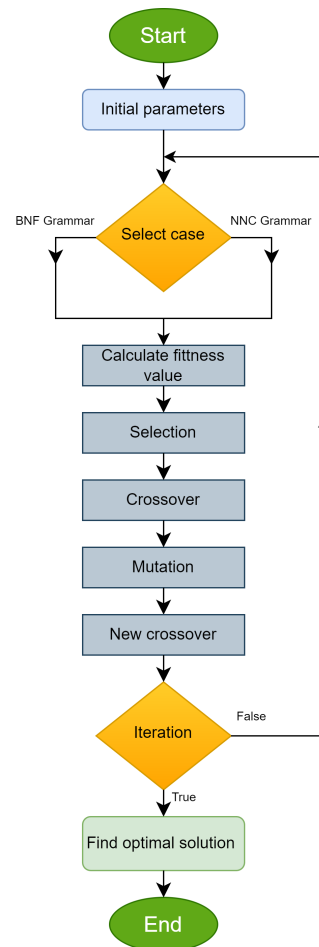 Start
Initial parameters
BNF Grammar
NNC Grammar
Select case
Calculate fittness
value
Selection
Crossover
Mutation
New crossover
False
Iteration
True
Find optimal solution
End